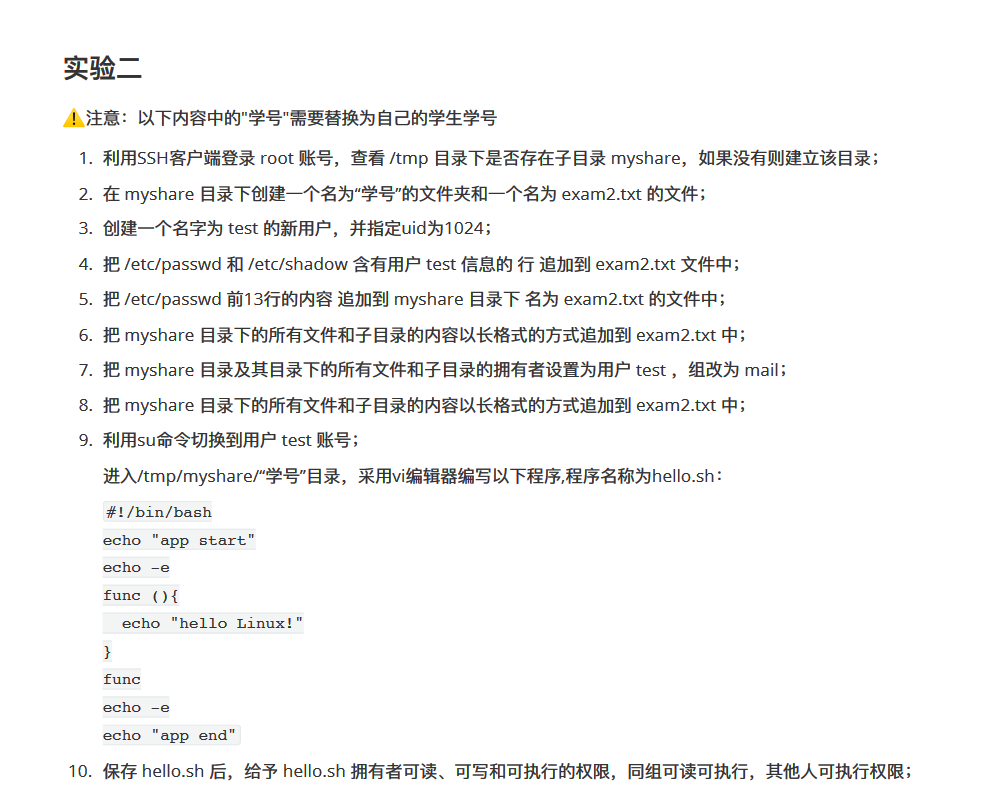 实验二
⚠️注意：以下内容中的"学号"需要替换为自己的学生学号
1. 利用SSH客户端登录 root 账号，查看 /tmp 目录下是否存在子目录 myshare，如果没有则建立该目录；
2. 在 myshare 目录下创建一个名为“学号”的文件夹和一个名为 exam2.txt 的文件；
3. 创建一个名字为 test 的新用户，并指定uid为1024；
4. 把 /etc/passwd 和 /etc/shadow 含有用户 test 信息的 行 追加到 exam2.txt 文件中；
5. 把 /etc/passwd 前13行的内容 追加到 myshare 目录下 名为 exam2.txt 的文件中；
6. 把 myshare 目录下的所有文件和子目录的内容以长格式的方式追加到 exam2.txt 中；
7. 把 myshare 目录及其目录下的所有文件和子目录的拥有者设置为用户 test ，组改为 mail；
8. 把 myshare 目录下的所有文件和子目录的内容以长格式的方式追加到 exam2.txt 中；
9. 利用su命令切换到用户 test 账号；
进入/tmp/myshare/“学号”目录，采用vi编辑器编写以下程序,程序名称为hello.sh：
#!/bin/bash
echo "app start"
echo -e
func (){
  echo "hello Linux!"
}
func
echo -e
echo "app end"
10. 保存 hello.sh 后，给予 hello.sh 拥有者可读、可写和可执行的权限，同组可读可执行，其他人可执行权限；